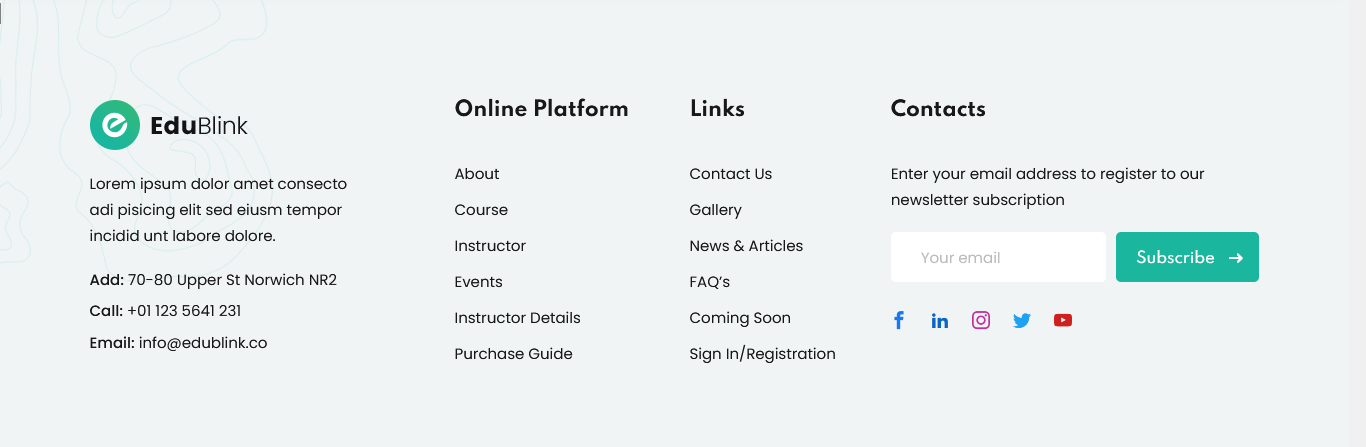 EduBlink
Lorem ipsum dolor amet consecto
adi pisicing elit sed eiusm tempor
incidid unt labore dolore.
Add: 70-80 Upper St Norwich NR2
Call: +01 123 5641 231
Email: info@edublink.co
Online Platform
About
Course
Instructor
Events
Instructor Details
Purchase Guide
Links
Contact Us
Gallery
News & Articles
FAQ’s
Coming Soon
Sign In/Registration
Contacts
Enter your email address to register to our
newsletter subscription
Your email
Subscribe →